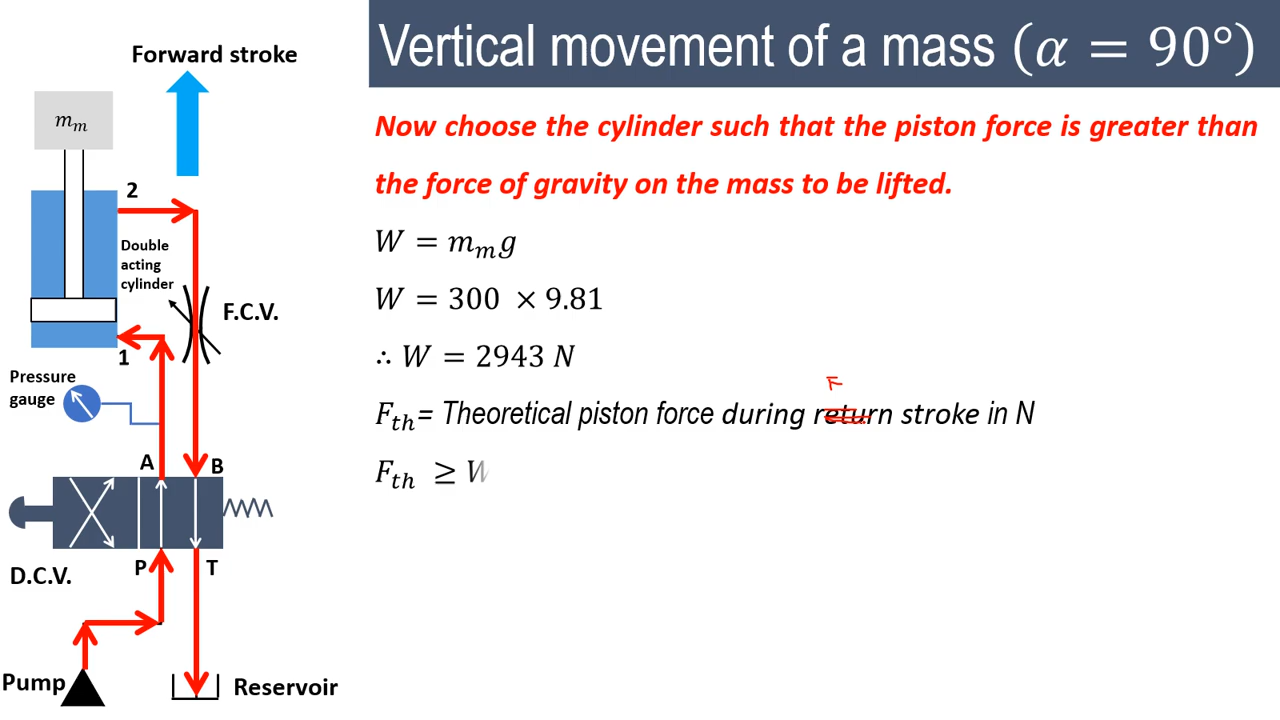 Vertical movement of a mass (α = 90°)
Forward stroke
m_m
2
Double
acting
cylinder
F.C.V.
1
Pressure
gauge
A
B
D.C.V.
P
T
Pump
Reservoir
Now choose the cylinder such that the piston force is greater than
the force of gravity on the mass to be lifted.
W = m_m g
W = 300 × 9.81
∴ W = 2943 N
F
F_th = Theoretical piston force during return stroke in N
F_th ≥ W